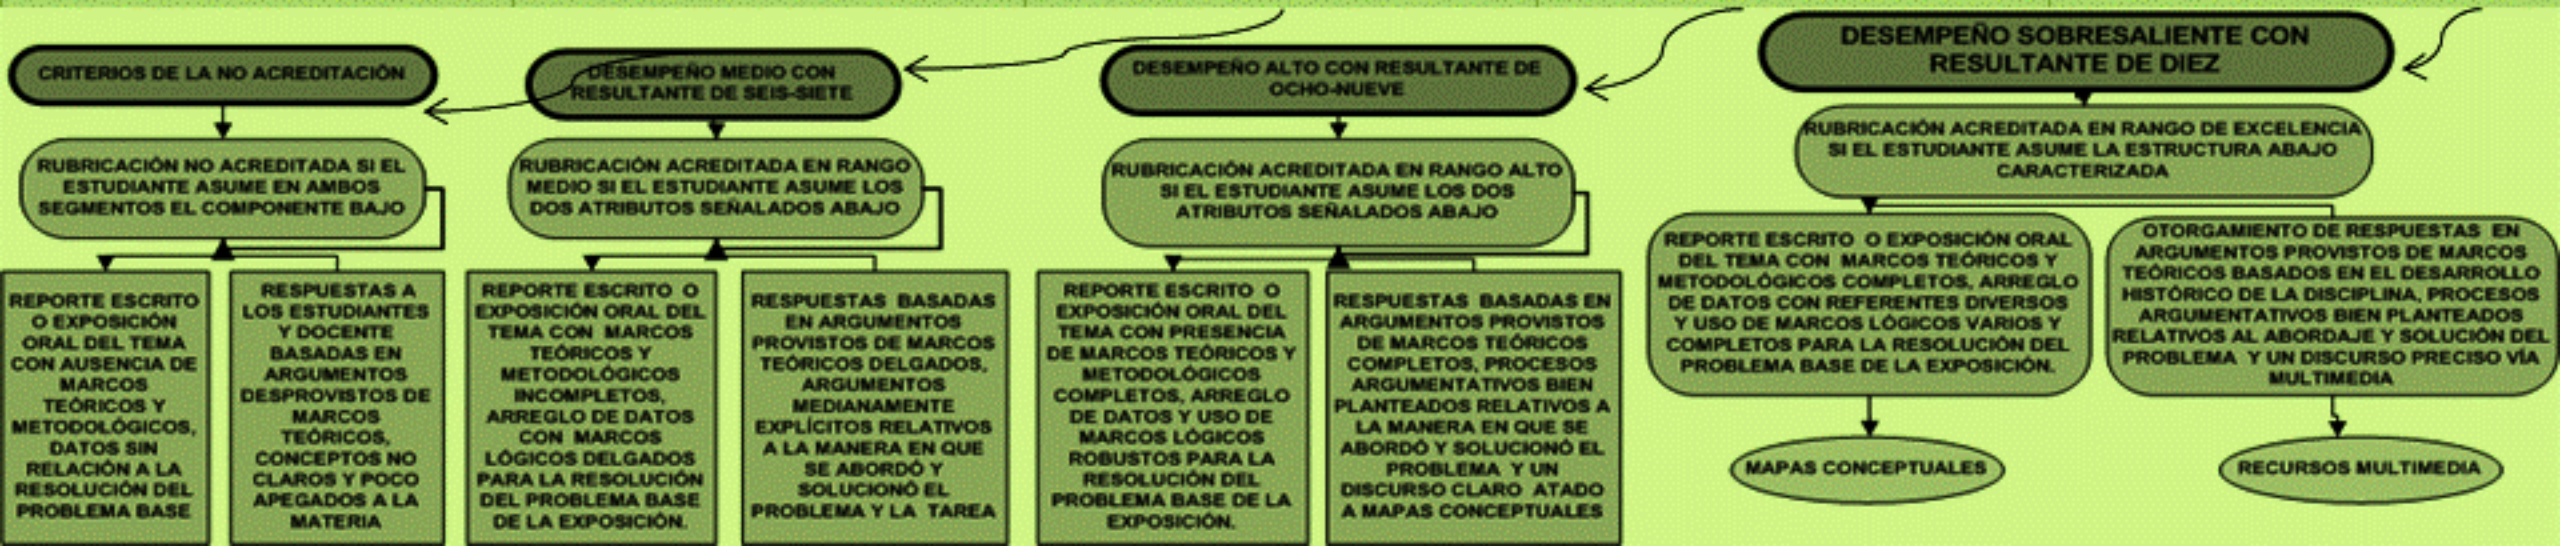 CRITERIOS DE LA NO ACREDITACIÓN
RUBRICACIÓN NO ACREDITADA SI EL
ESTUDIANTE ASUME EN AMBOS
SEGMENTOS EL COMPONENTE BAJO
REPORTE ESCRITO
O EXPOSICIÓN
ORAL DEL TEMA
CON AUSENCIA DE
MARCOS
TEÓRICOS Y
METODOLÓGICOS,
DATOS SIN
RELACIÓN A LA
RESOLUCIÓN DEL
PROBLEMA BASE
RESPUESTAS A
LOS ESTUDIANTES
Y DOCENTE
BASADAS EN
ARGUMENTOS
DESPROVISTOS DE
MARCOS
TEÓRICOS,
CONCEPTOS NO
CLAROS Y POCO
APEGADOS A LA
MATERIA
DESEMPEÑO MEDIO CON
RESULTANTE DE SEIS-SIETE
RUBRICACIÓN ACREDITADA EN RANGO
MEDIO SI EL ESTUDIANTE ASUME LOS
DOS ATRIBUTOS SEÑALADOS ABAJO
REPORTE ESCRITO O
EXPOSICIÓN ORAL DEL
TEMA CON MARCOS
TEÓRICOS Y
METODOLÓGICOS
INCOMPLETOS,
ARREGLO DE DATOS
CON MARCOS
LÓGICOS DELGADOS
PARA LA RESOLUCIÓN
DEL PROBLEMA BASE
DE LA EXPOSICIÓN.
RESPUESTAS BASADAS
EN ARGUMENTOS
PROVISTOS DE MARCOS
TEÓRICOS DELGADOS,
ARGUMENTOS
MEDIANAMENTE
EXPLÍCITOS RELATIVOS
A LA MANERA EN QUE
SE ABORDÓ Y
SOLUCIONÓ EL
PROBLEMA Y LA TAREA
DESEMPEÑO ALTO CON RESULTANTE DE
OCHO-NUEVE
RUBRICACIÓN ACREDITADA EN RANGO ALTO
SI EL ESTUDIANTE ASUME LOS DOS
ATRIBUTOS SEÑALADOS ABAJO
REPORTE ESCRITO O
EXPOSICIÓN ORAL DEL
TEMA CON PRESENCIA
DE MARCOS TEÓRICOS Y
METODOLÓGICOS
COMPLETOS, ARREGLO
DE DATOS Y USO DE
MARCOS LÓGICOS
ROBUSTOS PARA LA
RESOLUCIÓN DEL
PROBLEMA BASE DE LA
EXPOSICIÓN.
RESPUESTAS BASADAS EN
ARGUMENTOS PROVISTOS
DE MARCOS TEÓRICOS
COMPLETOS, PROCESOS
ARGUMENTATIVOS BIEN
PLANTEADOS RELATIVOS A
LA MANERA EN QUE SE
ABORDÓ Y SOLUCIONÓ EL
PROBLEMA Y UN
DISCURSO CLARO ATADO
A MAPAS CONCEPTUALES
DESEMPEÑO SOBRESALIENTE CON
RESULTANTE DE DIEZ
RUBRICACIÓN ACREDITADA EN RANGO DE EXCELENCIA
SI EL ESTUDIANTE ASUME LA ESTRUCTURA ABAJO
CARACTERIZADA
REPORTE ESCRITO O EXPOSICIÓN ORAL
DEL TEMA CON MARCOS TEÓRICOS Y
METODOLÓGICOS COMPLETOS, ARREGLO
DE DATOS CON REFERENTES DIVERSOS
Y USO DE MARCOS LÓGICOS VARIOS Y
COMPLETOS PARA LA RESOLUCIÓN DEL
PROBLEMA BASE DE LA EXPOSICIÓN.
MAPAS CONCEPTUALES
OTORGAMIENTO DE RESPUESTAS EN
ARGUMENTOS PROVISTOS DE MARCOS
TEÓRICOS BASADOS EN EL DESARROLLO
HISTÓRICO DE LA DISCIPLINA, PROCESOS
ARGUMENTATIVOS BIEN PLANTEADOS
RELATIVOS AL ABORDAJE Y SOLUCIÓN DEL
PROBLEMA Y UN DISCURSO PRECISO VÍA
MULTIMEDIA
RECURSOS MULTIMEDIA